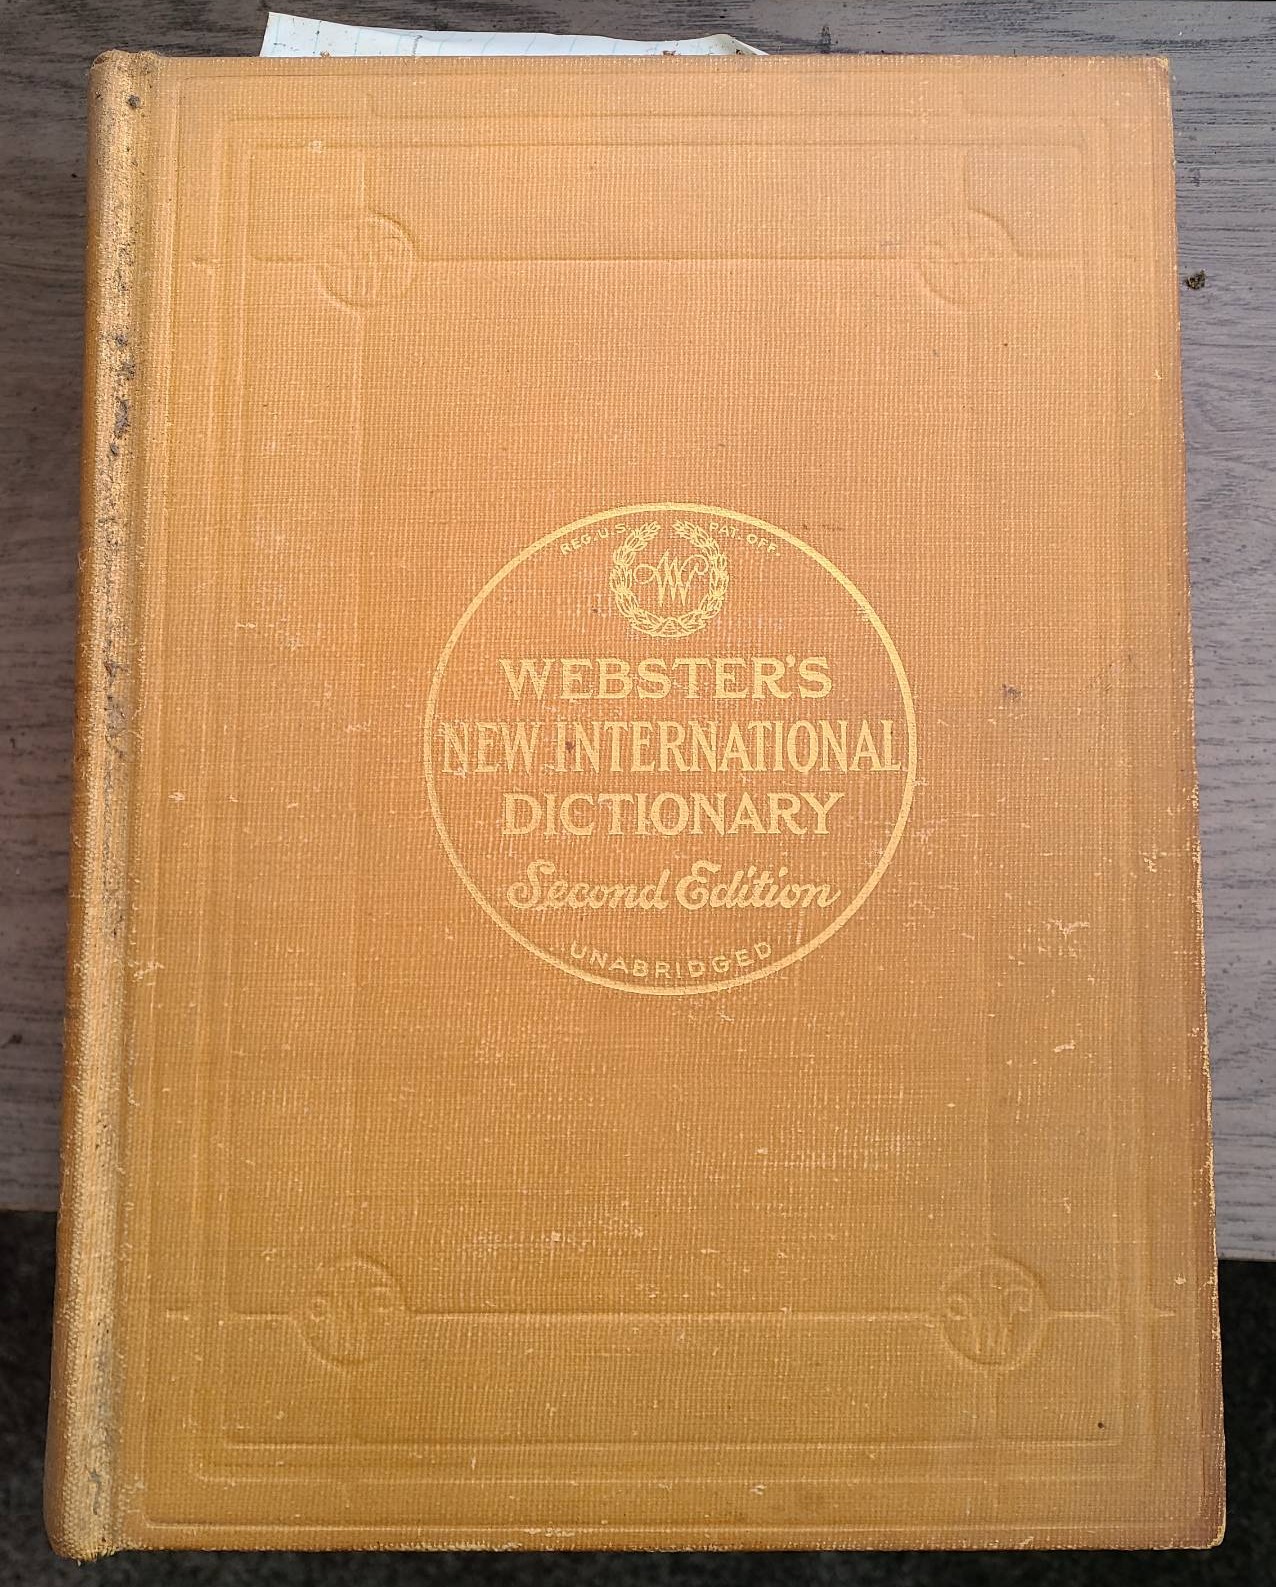 REG. U.S. PAT. OFF.
W
WEBSTER'S
NEW INTERNATIONAL
DICTIONARY
Second Edition
UNABRIDGED
W
W
W
W